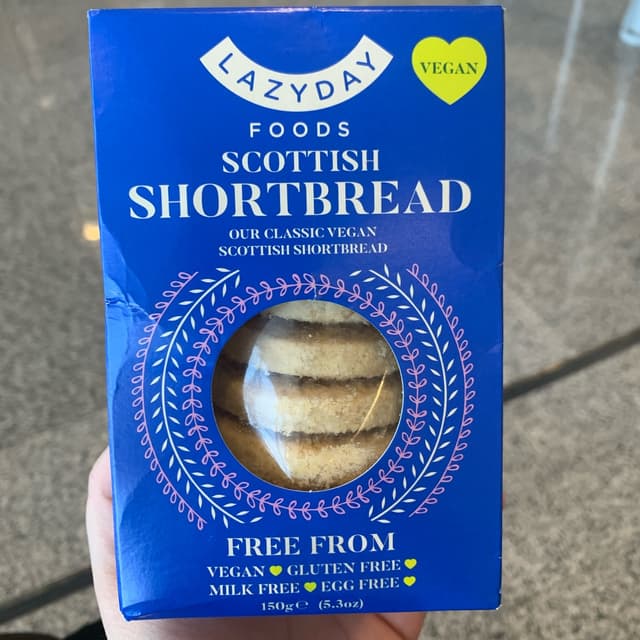 LAZYDAY
VEGAN
FOODS
SCOTTISH
SHORTBREAD
OUR CLASSIC VEGAN
SCOTTISH SHORTBREAD
FREE FROM
VEGAN 💛 GLUTEN FREE 💛
MILK FREE 💛 EGG FREE 💛
150g ℮ (5.3oz)